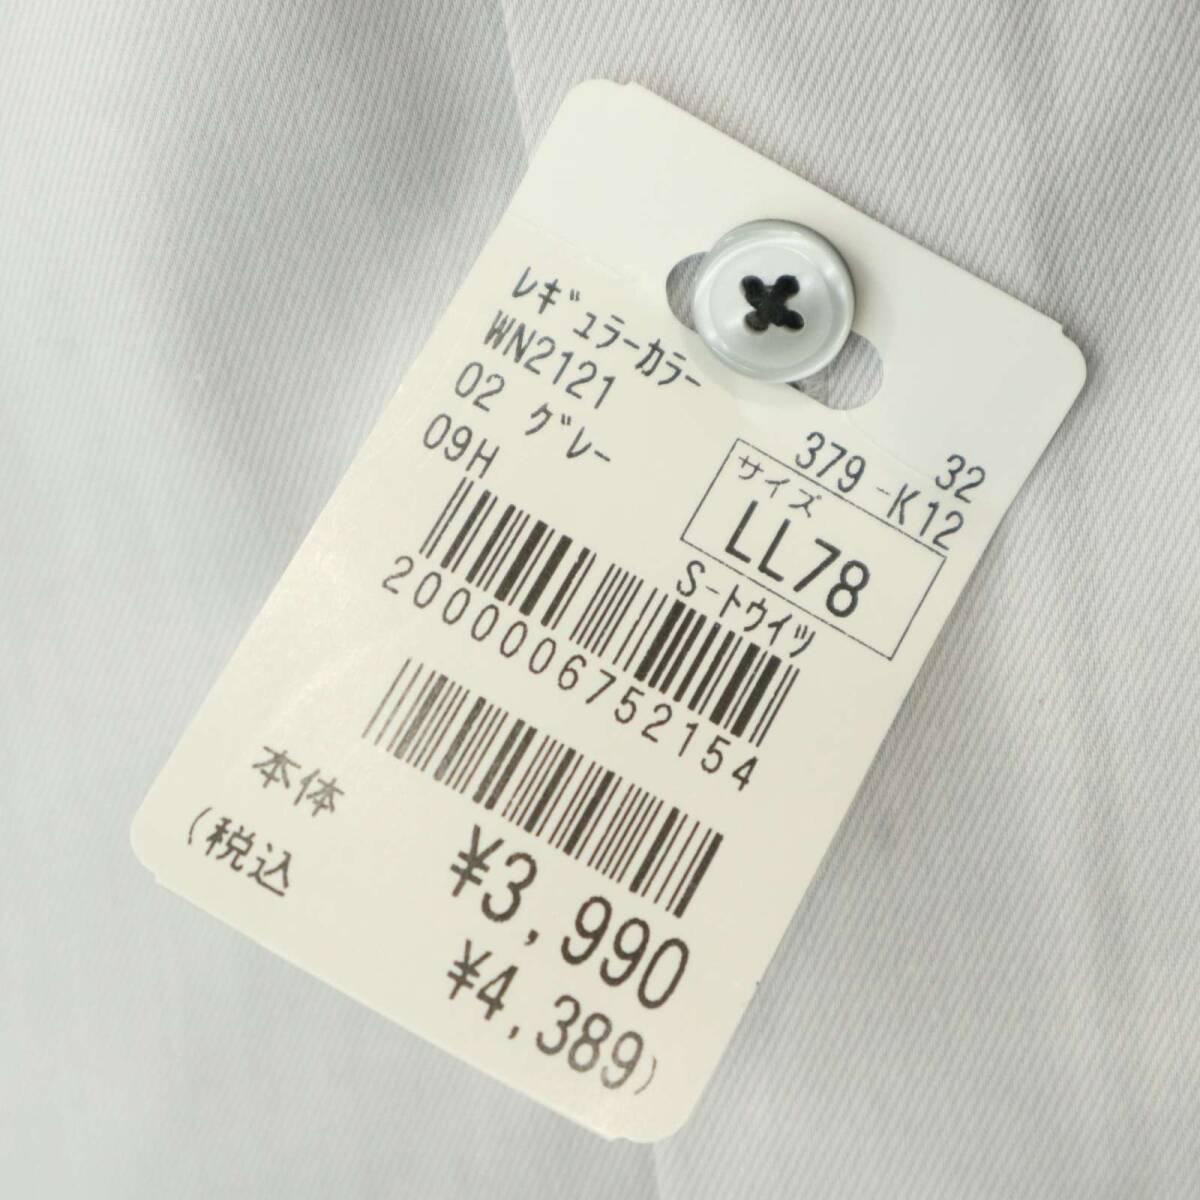 ﾚｷﾞｭﾗｰｶﾗｰ
WN2121
02 ｸﾞﾚｰ
09H
32
379-K12
サイズ
LL78
S-ﾄｳｲﾂ
2000006752154
本体 ¥3,990
(税込 ¥4,389)